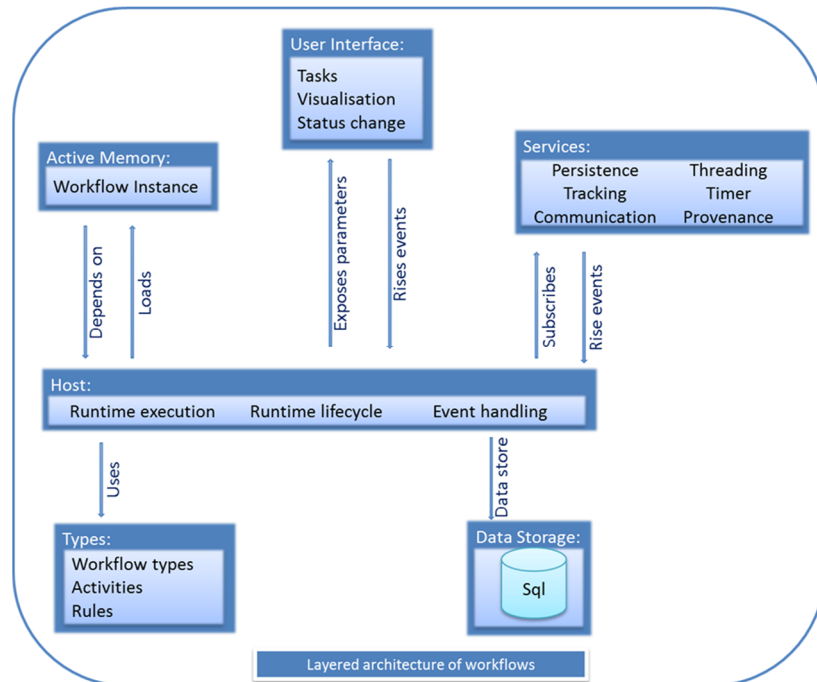 User Interface:
Tasks
Visualisation
Status change
Active Memory:
Workflow Instance
Services:
Persistence Threading
Tracking Timer
Communication Provenance
Depends on
Loads
Exposes parameters
Rises events
Subscribes
Rise events
Host:
Runtime execution Runtime lifecycle Event handling
Uses
Data store
Types:
Workflow types
Activities
Rules
Data Storage:
Sql
Layered architecture of workflows